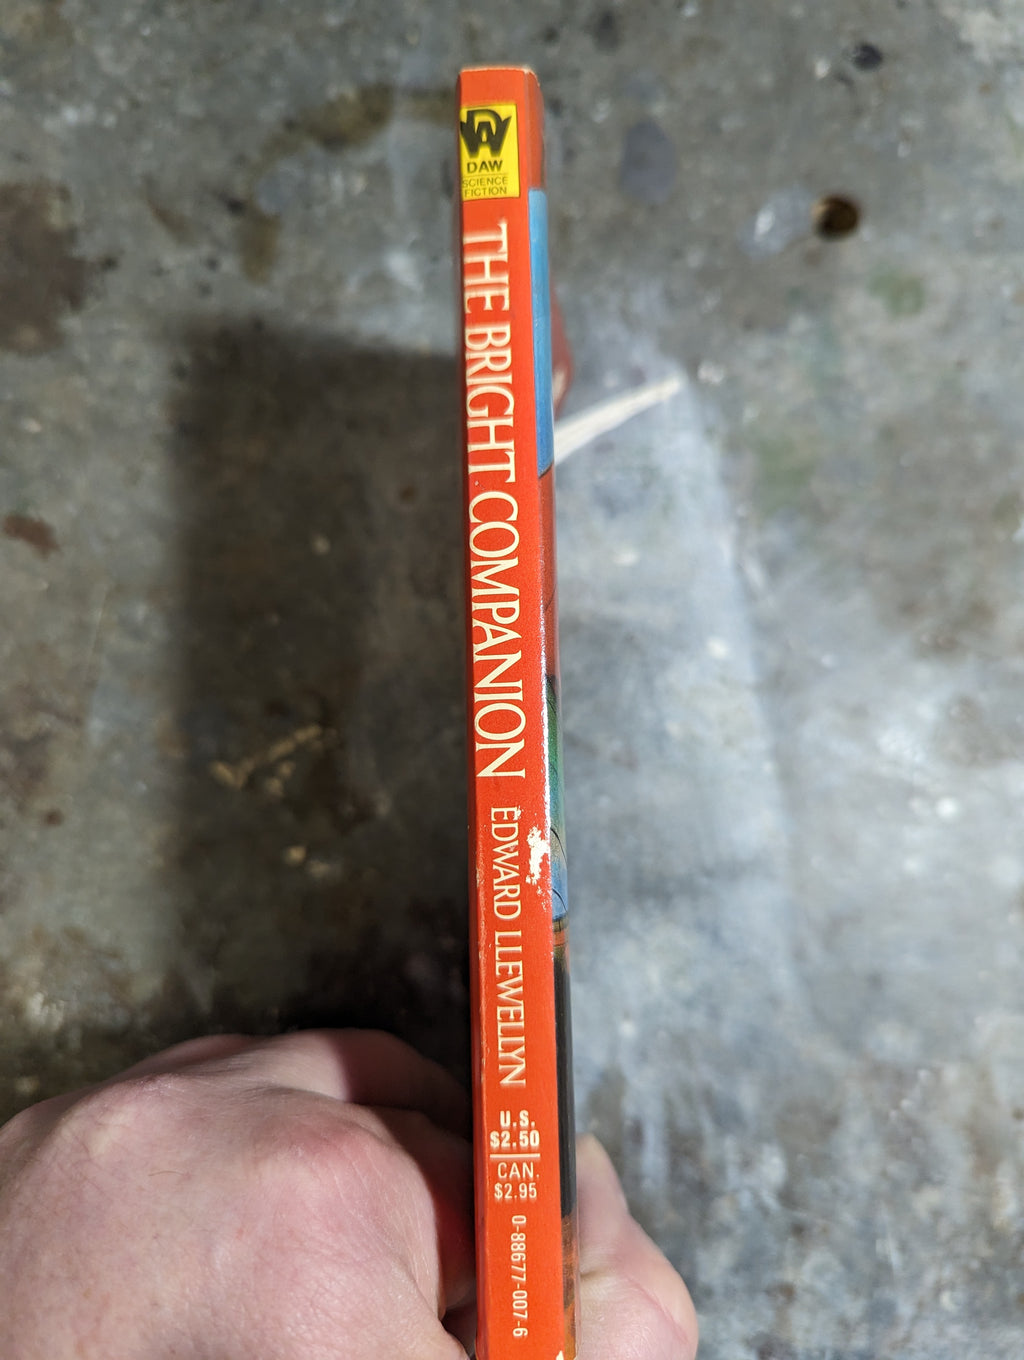 DAW
SCIENCE
FICTION
THE BRIGHT COMPANION
EDWARD LLEWELLYN
U.S.
$2.50
CAN.
$2.95
0-88677-007-6